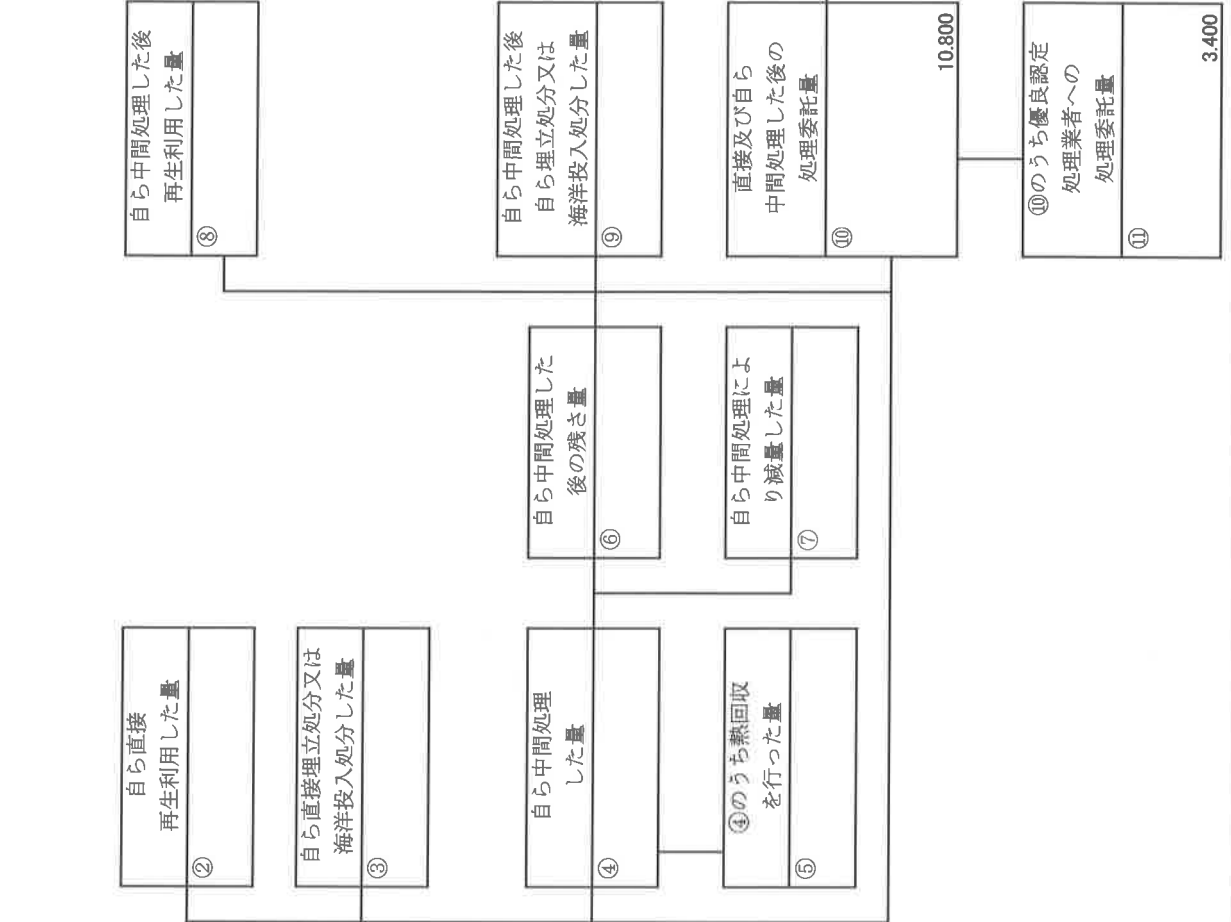 自ら直接
再生利用した量
②
自ら直接埋立処分又は
海洋投入処分した量
③
自ら中間処理
した量
④
④のうち熱回収
を行った量
⑤
自ら中間処理した
後の残さ量
⑥
自ら中間処理によ
り減量した量
⑦
自ら中間処理した後
再生利用した量
⑧
自ら中間処理した後
自ら埋立処分又は
海洋投入処分した量
⑨
直接及び自ら
中間処理した後の
処理委託量
⑩
10.800
⑩のうち優良認定
処理業者への
処理委託量
⑪
3.400